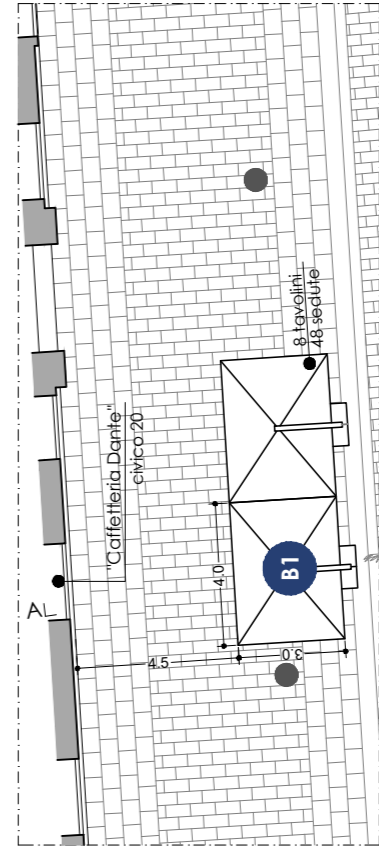 8 tavolini
48 sedute
"Caffetteria Dante"
civico 20
AL
B1
4.0
4.5
3.0